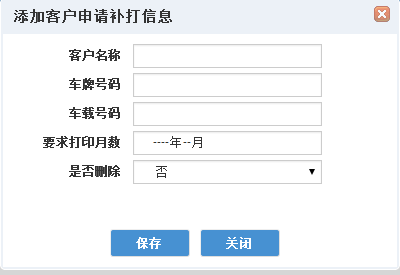 添加客户申请补打信息
客户名称
车牌号码
车载号码
要求打印月数 ----年--月
是否删除 否
保存 关闭